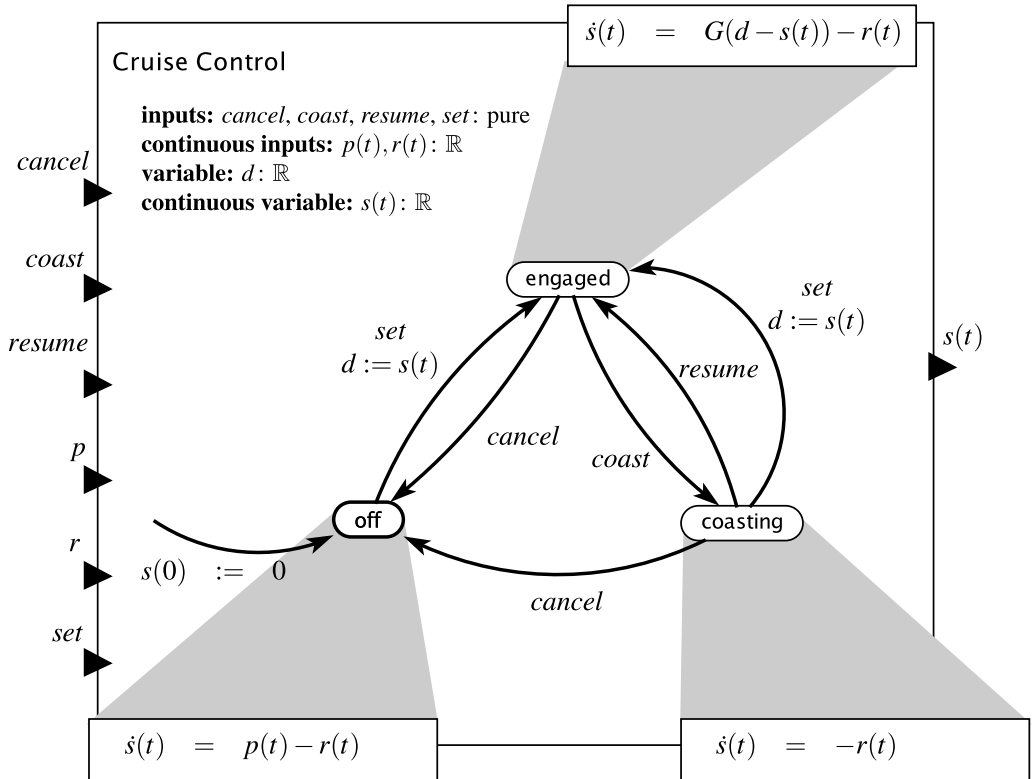 ṡ(t) = G(d − s(t)) − r(t)
Cruise Control
inputs: cancel, coast, resume, set: pure
continuous inputs: p(t), r(t): ℝ
variable: d: ℝ
continuous variable: s(t): ℝ
cancel
coast
resume
p
r
set
s(t)
engaged
set
d := s(t)
cancel
coast
resume
set
d := s(t)
off
coasting
s(0) := 0
cancel
ṡ(t) = p(t) − r(t)
ṡ(t) = −r(t)